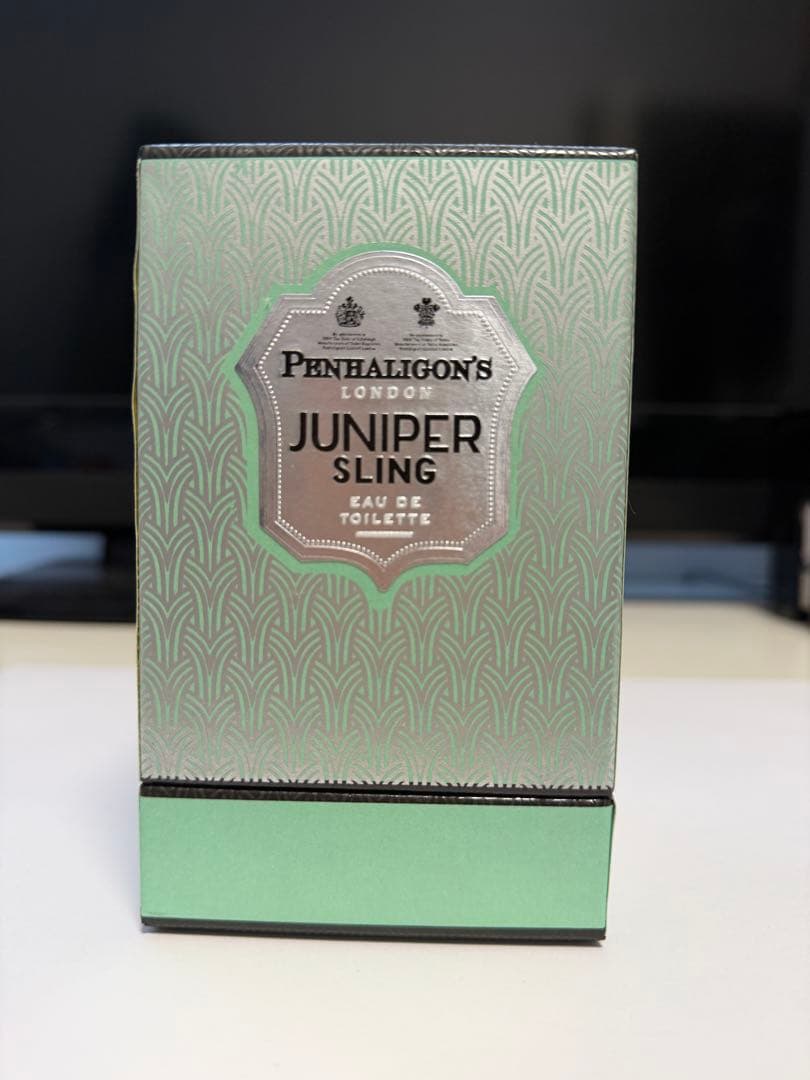 PENHALIGON'S
LONDON
JUNIPER
SLING
EAU DE
TOILETTE